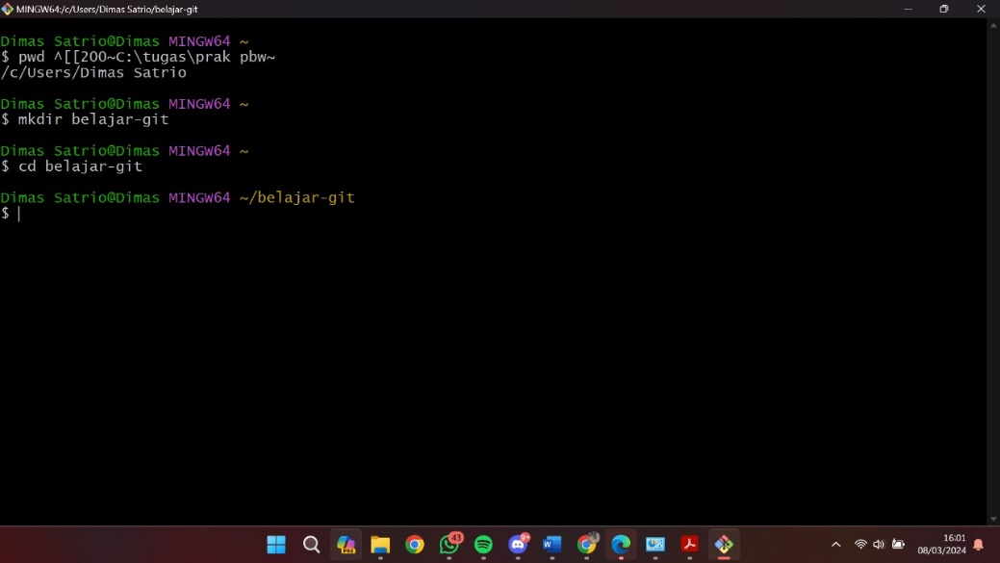 MINGW64:/c/Users/Dimas Satrio/belajar-git
Dimas Satrio@Dimas MINGW64 ~
$ pwd ^[[200~C:\tugas\prak pbw~
/c/Users/Dimas Satrio
Dimas Satrio@Dimas MINGW64 ~
$ mkdir belajar-git
Dimas Satrio@Dimas MINGW64 ~
$ cd belajar-git
Dimas Satrio@Dimas MINGW64 ~/belajar-git
$
43
9+
W
PRE
16:01
08/03/2024